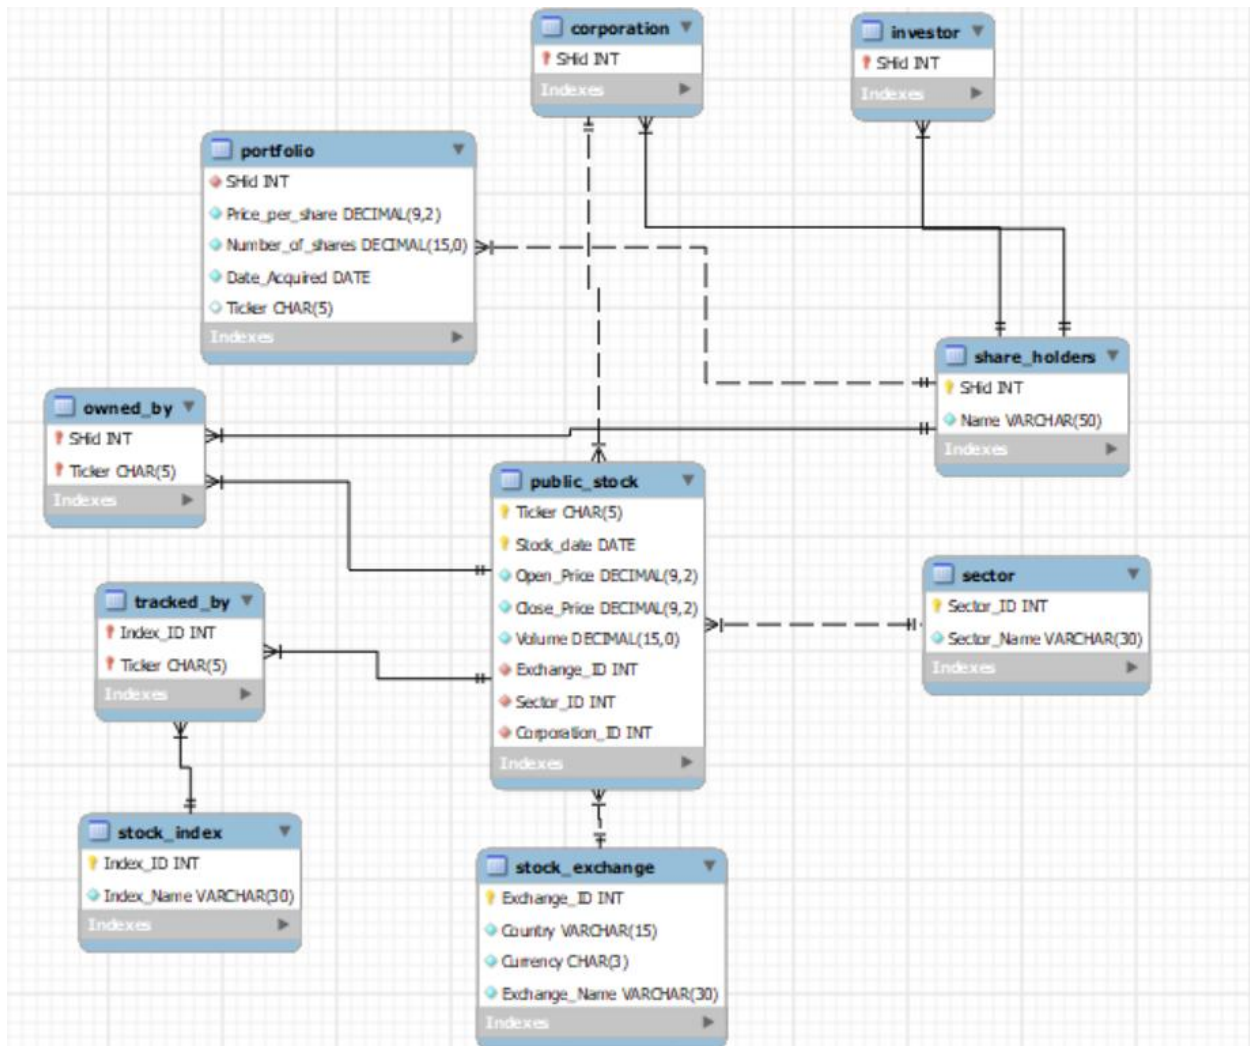 corporation
SHid INT
Indexes
investor
SHid INT
Indexes
portfolio
SHid INT
Price_per_share DECIMAL(9,2)
Number_of_shares DECIMAL(15,0)
Date_Acquired DATE
Ticker CHAR(5)
Indexes
share_holders
SHid INT
Name VARCHAR(50)
Indexes
owned_by
SHid INT
Ticker CHAR(5)
Indexes
public_stock
Ticker CHAR(5)
Stock_date DATE
Open_Price DECIMAL(9,2)
Close_Price DECIMAL(9,2)
Volume DECIMAL(15,0)
Exchange_ID INT
Sector_ID INT
Corporation_ID INT
Indexes
sector
Sector_ID INT
Sector_Name VARCHAR(30)
Indexes
tracked_by
Index_ID INT
Ticker CHAR(5)
Indexes
stock_index
Index_ID INT
Index_Name VARCHAR(30)
Indexes
stock_exchange
Exchange_ID INT
Country VARCHAR(15)
Currency CHAR(3)
Exchange_Name VARCHAR(30)
Indexes